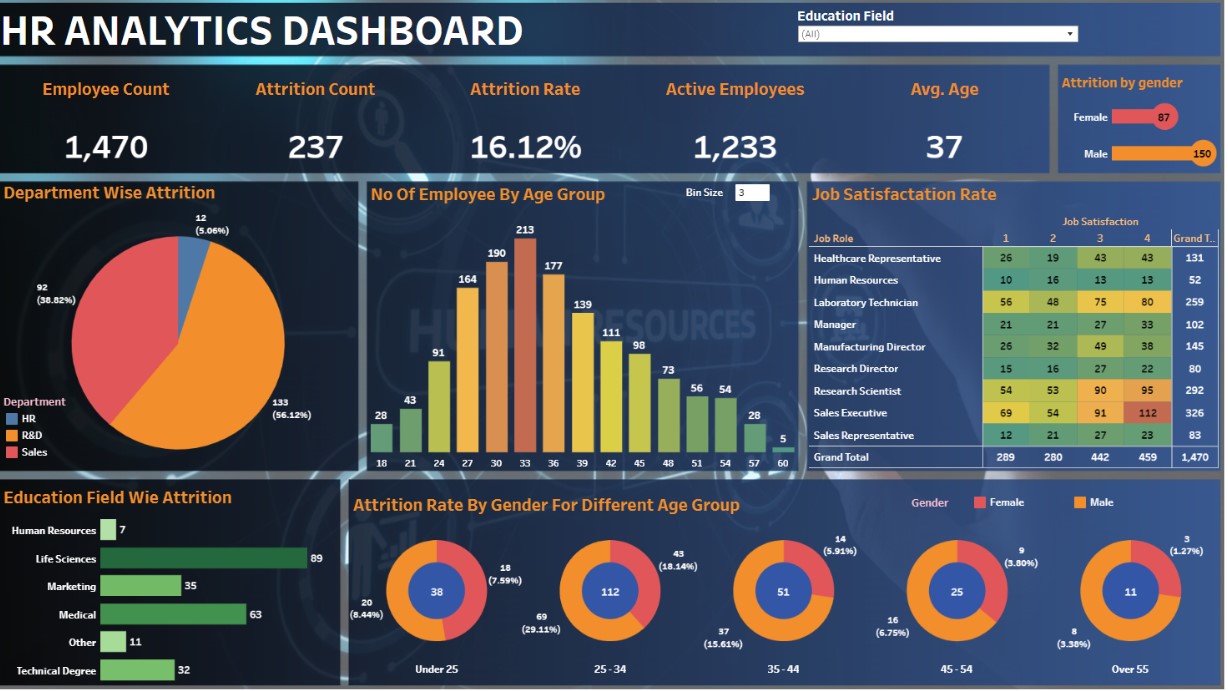 HR ANALYTICS DASHBOARD
Education Field
(All)
Employee Count
Attrition Count
Attrition Rate
Active Employees
Avg. Age
1,470
237
16.12%
1,233
37
Attrition by gender
Female 87
Male 150
Department Wise Attrition
12
(5.06%)
92
(38.82%)
133
(56.12%)
Department
HR
R&D
Sales
No Of Employee By Age Group
Bin Size 3
28 43 91 164 190 213 177 139 111 98 73 56 54 28 5
18 21 24 27 30 33 36 39 42 45 48 51 54 57 60
RESOURCES
Job Satisfactation Rate
Job Satisfaction
Job Role 1 2 3 4 Grand T..
Healthcare Representative 26 19 43 43 131
Human Resources 10 16 13 13 52
Laboratory Technician 56 48 75 80 259
Manager 21 21 27 33 102
Manufacturing Director 26 32 49 38 145
Research Director 15 16 27 22 80
Research Scientist 54 53 90 95 292
Sales Executive 69 54 91 112 326
Sales Representative 12 21 27 23 83
Grand Total 289 280 442 459 1,470
Education Field Wie Attrition
Human Resources 7
Life Sciences 89
Marketing 35
Medical 63
Other 11
Technical Degree 32
Attrition Rate By Gender For Different Age Group
Gender
Female
Male
18
(7.59%)
38
20
(8.44%)
Under 25
43
(18.14%)
112
69
(29.11%)
25 - 34
14
(5.91%)
51
37
(15.61%)
35 - 44
9
(3.80%)
25
16
(6.75%)
45 - 54
3
(1.27%)
11
8
(3.38%)
Over 55